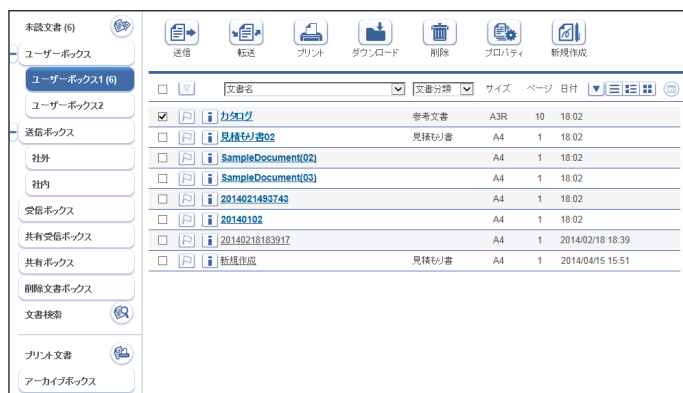 未読文書 (6)
ユーザーボックス
ユーザーボックス1 (6)
ユーザーボックス2
送信ボックス
社外
社内
受信ボックス
共有受信ボックス
共有ボックス
削除文書ボックス
文書検索
プリント文書
アーカイブボックス
送信 転送 プリント ダウンロード 削除 プロパティ 新規作成
文書名 文書分類 サイズ ページ 日付
カタログ 参考文書 A3R 10 18:02
見積もり書02 見積もり書 A4 1 18:02
SampleDocument(02) A4 1 18:02
SampleDocument(03) A4 1 18:02
2014021493743 A4 1 18:02
20140102 A4 1 18:02
20140218183917 A4 1 2014/02/18 18:39
新規作成 見積もり書 A4 1 2014/04/15 15:51